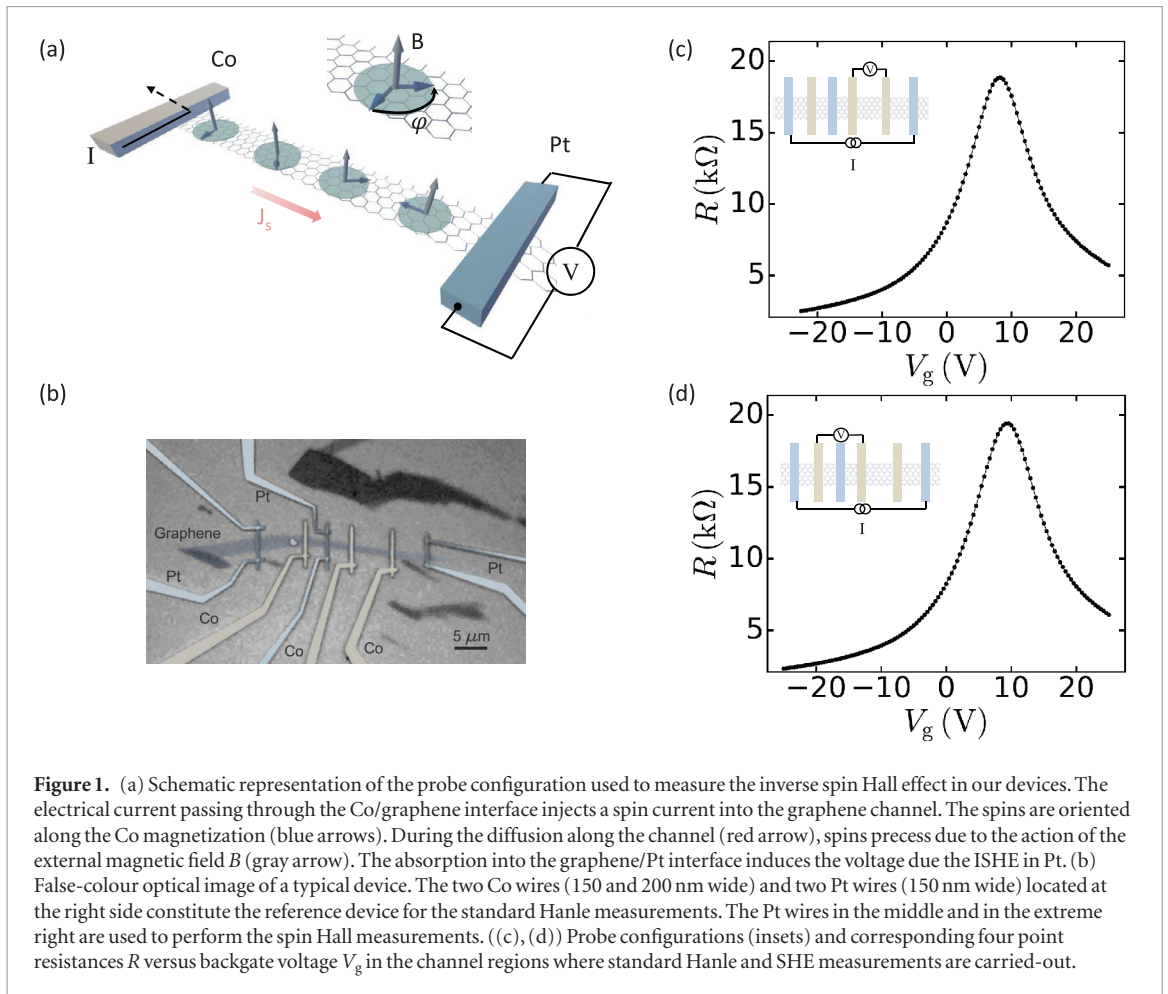 (a)
Co
B
φ
I
Pt
J_s
V
(b)
Pt
Graphene
Pt
Pt
Co
Co
Co
5 μm
(c)
20
15
10
5
R (kΩ)
V
I
−20 −10 0 10 20
V_g (V)
(d)
20
15
10
5
R (kΩ)
V
I
−20 −10 0 10 20
V_g (V)
Figure 1. (a) Schematic representation of the probe configuration used to measure the inverse spin Hall effect in our devices. The
electrical current passing through the Co/graphene interface injects a spin current into the graphene channel. The spins are oriented
along the Co magnetization (blue arrows). During the diffusion along the channel (red arrow), spins precess due to the action of the
external magnetic field B (gray arrow). The absorption into the graphene/Pt interface induces the voltage due the ISHE in Pt. (b)
False-colour optical image of a typical device. The two Co wires (150 and 200 nm wide) and two Pt wires (150 nm wide) located at
the right side constitute the reference device for the standard Hanle measurements. The Pt wires in the middle and in the extreme
right are used to perform the spin Hall measurements. ((c), (d)) Probe configurations (insets) and corresponding four point
resistances R versus backgate voltage V_g in the channel regions where standard Hanle and SHE measurements are carried-out.